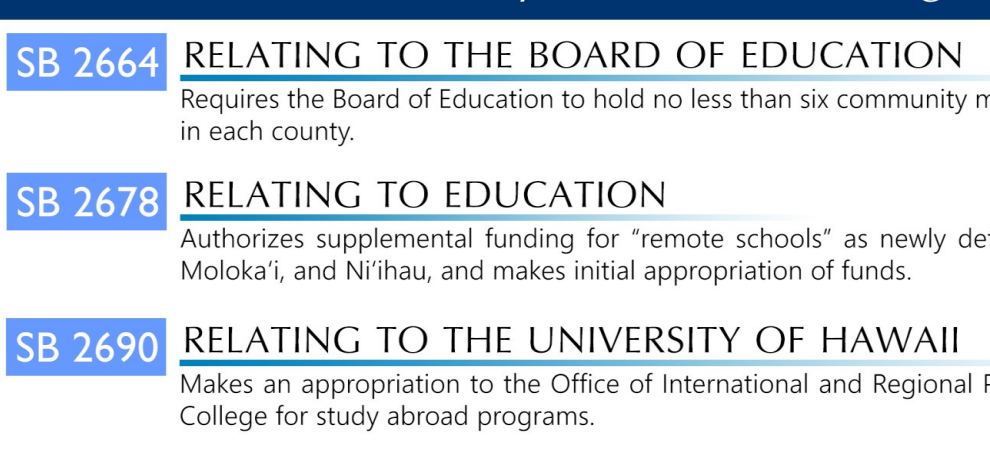 SB 2664 RELATING TO THE BOARD OF EDUCATION
Requires the Board of Education to hold no less than six community
in each county.
SB 2678 RELATING TO EDUCATION
Authorizes supplemental funding for “remote schools” as newly
Moloka‘i, and Ni‘ihau, and makes initial appropriation of funds.
SB 2690 RELATING TO THE UNIVERSITY OF HAWAII
Makes an appropriation to the Office of International and Regional
College for study abroad programs.